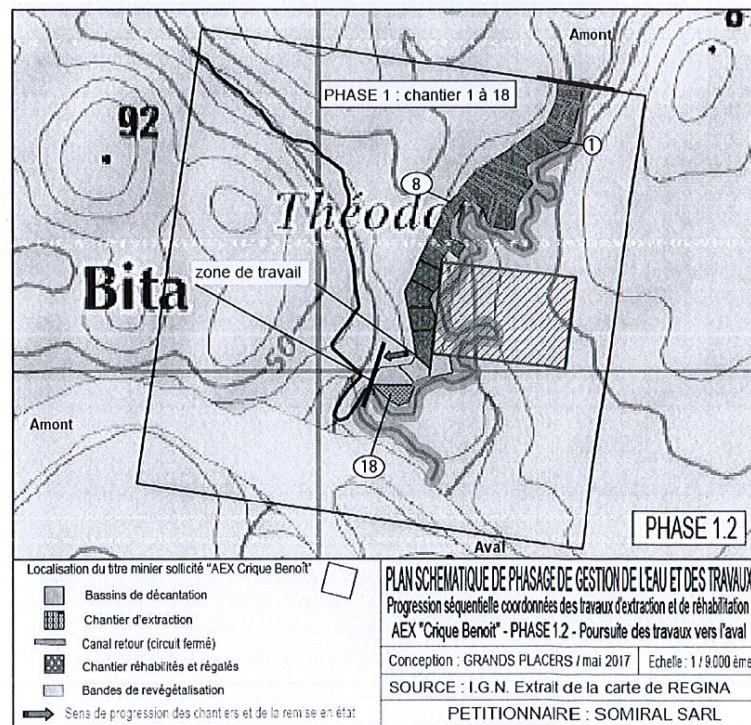 Amont
PHASE 1 : chantier 1 à 18
92
1
8
Théodore
zone de travail
Bita
50
Amont
18
PHASE 1.2
Aval
Localisation du titre minier sollicité "AEX Crique Benoît"
Bassins de décantation
Chantier d'extraction
Canal retour (circuit fermé)
Chantier réhabilités et régalés
Bandes de revégétalisation
Sens de progression des chantiers et de la remise en état
PLAN SCHEMATIQUE DE PHASAGE DE GESTION DE L'EAU ET DES TRAVAUX
Progression séquentielle coordonnées des travaux d'extraction et de réhabilitation
AEX "Crique Benoit" - PHASE 1.2 - Poursuite des travaux vers l'aval
Conception : GRANDS PLACERS / mai 2017
Echelle : 1 / 9.000 ème
SOURCE : I.G.N. Extrait de la carte de REGINA
PETITIONNAIRE : SOMIRAL SARL